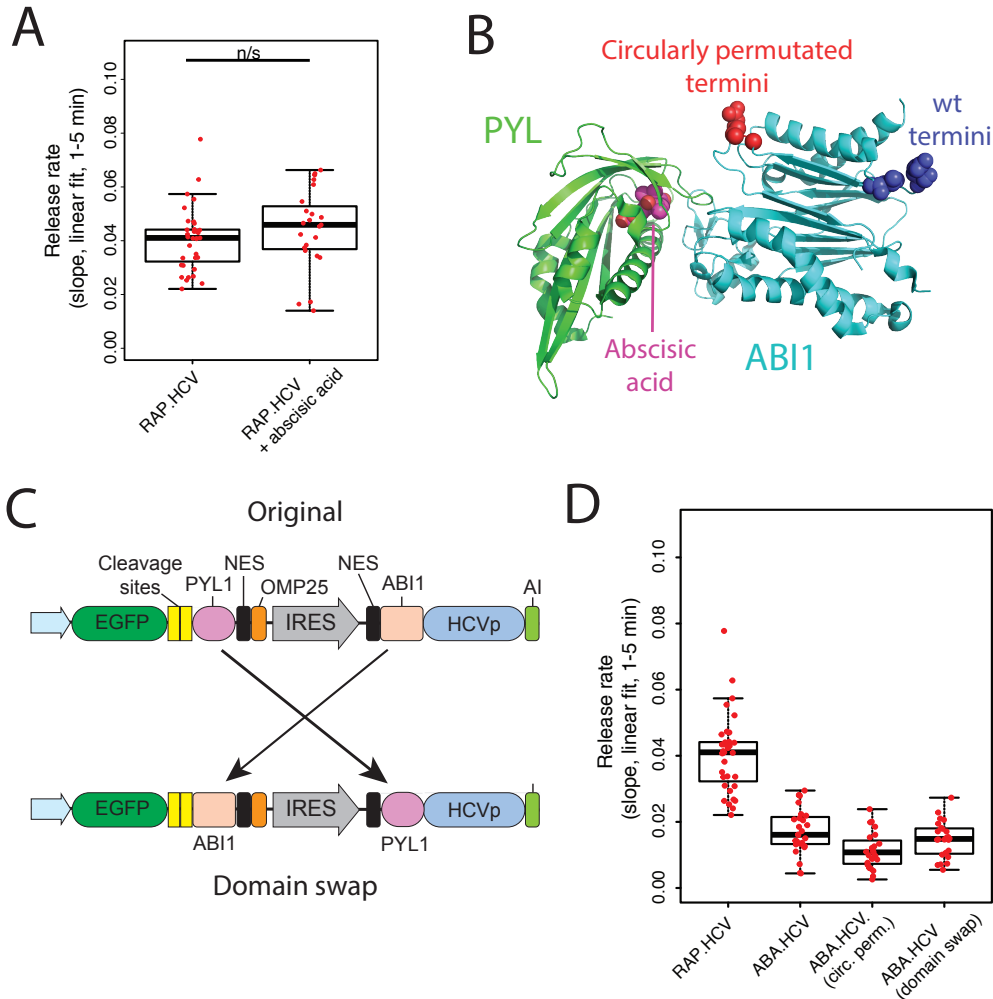 A
n/s
Release rate
(slope, linear fit, 1-5 min)
0.00
0.02
0.04
0.06
0.08
0.10
RAP.HCV
RAP.HCV
+ abscisic acid
B
Circularly permutated
termini
wt
termini
PYL
Abscisic
acid
ABI1
C
Original
Cleavage
sites
PYL1
NES
OMP25
NES
ABI1
AI
EGFP
IRES
HCVp
EGFP
IRES
HCVp
ABI1
PYL1
Domain swap
D
Release rate
(slope, linear fit, 1-5 min)
0.00
0.02
0.04
0.06
0.08
0.10
RAP.HCV
ABA.HCV
ABA.HCV.
(circ. perm.)
ABA.HCV
(domain swap)